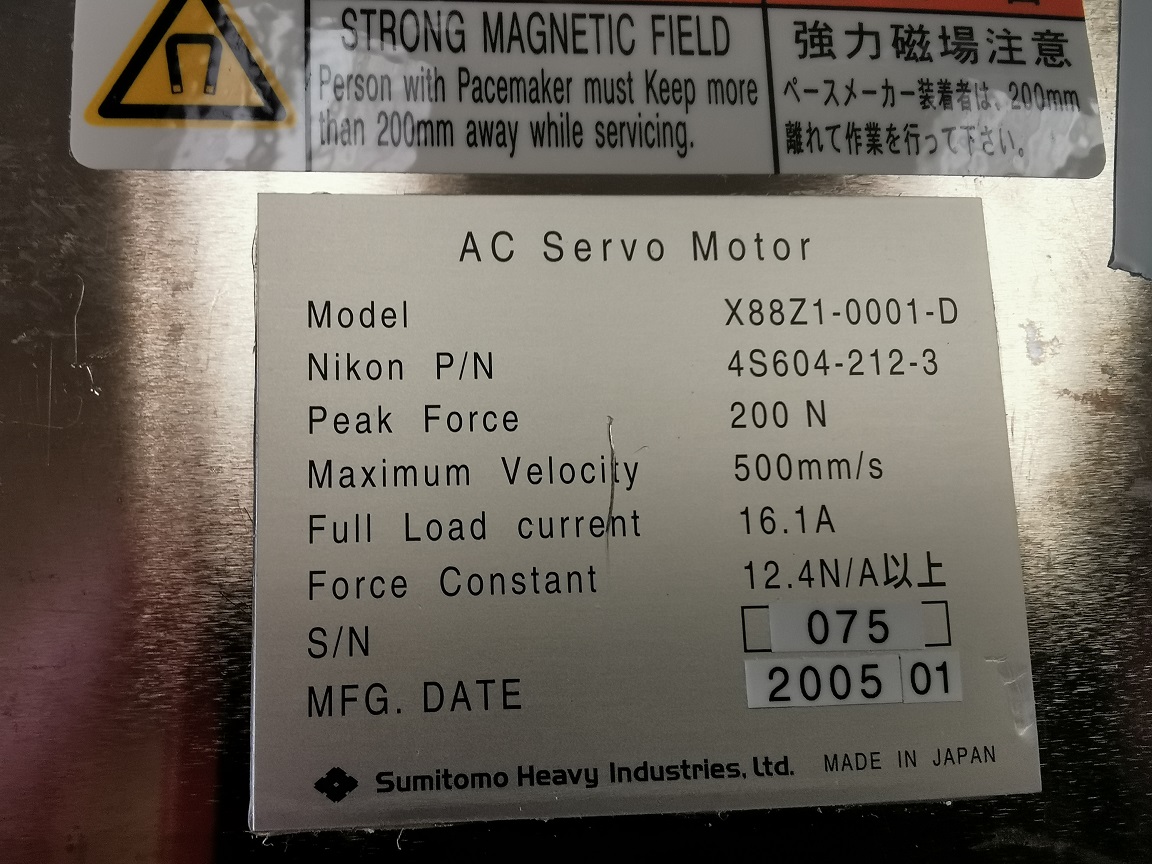 STRONG MAGNETIC FIELD
Person with Pacemaker must Keep more
than 200mm away while servicing.
強力磁場注意
ペースメーカー装着者は、200mm
離れて作業を行って下さい。
AC Servo Motor
Model X88Z1-0001-D
Nikon P/N 4S604-212-3
Peak Force 200 N
Maximum Velocity 500mm/s
Full Load current 16.1A
Force Constant 12.4N/A以上
S/N 075
MFG. DATE 2005 01
Sumitomo Heavy Industries, Ltd. MADE IN JAPAN